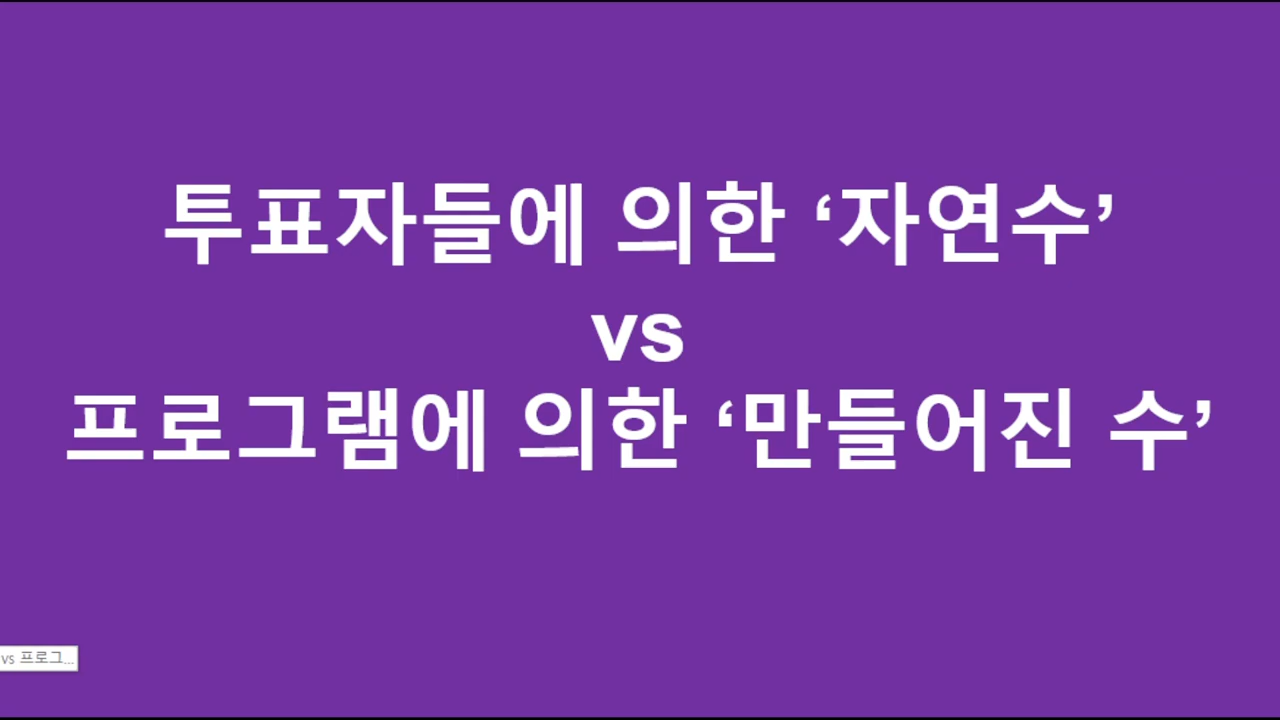 투표자들에 의한 ‘자연수’
vs
프로그램에 의한 ‘만들어진 수’
vs 프로그...